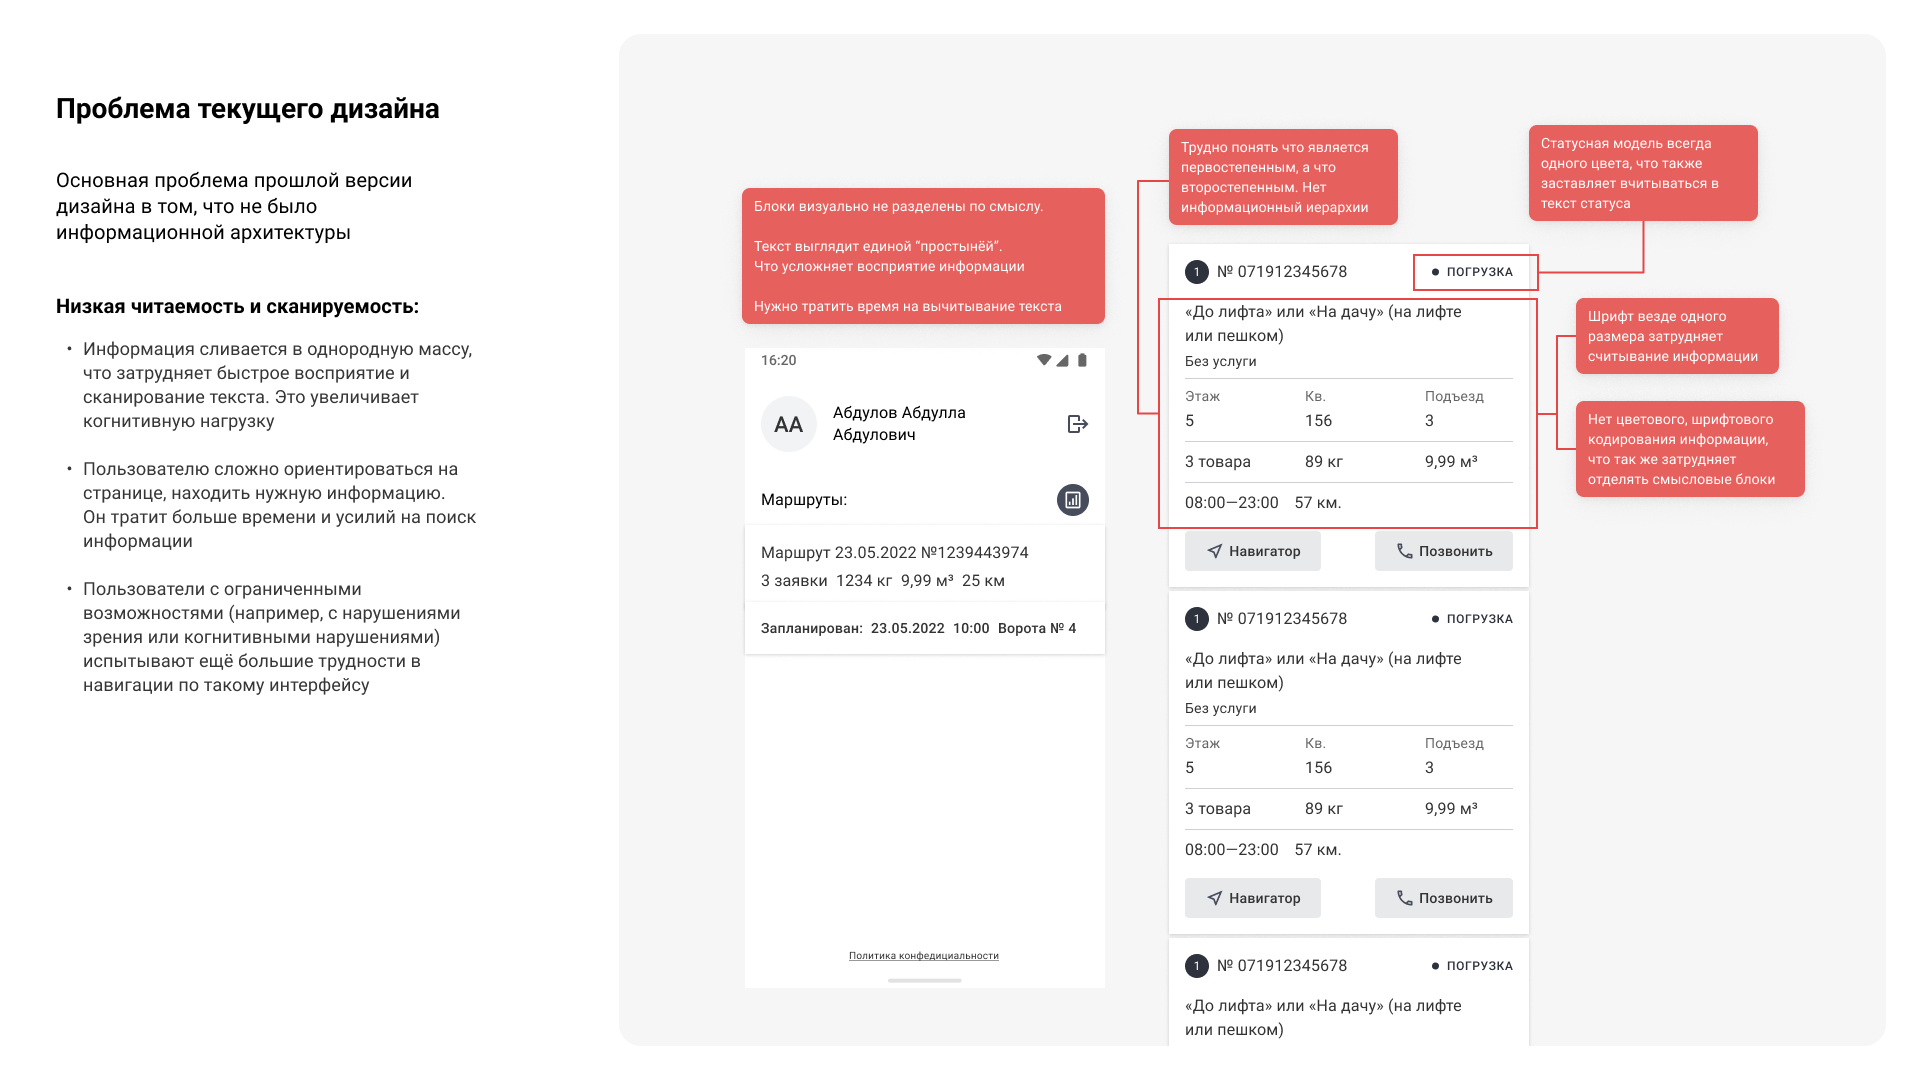 Проблема текущего дизайна
Основная проблема прошлой версии
дизайна в том, что не было
информационной архитектуры
Низкая читаемость и сканируемость:
• Информация сливается в однородную массу,
что затрудняет быстрое восприятие и
сканирование текста. Это увеличивает
когнитивную нагрузку
• Пользователю сложно ориентироваться на
странице, находить нужную информацию.
Он тратит больше времени и усилий на поиск
информации
• Пользователи с ограниченными
возможностями (например, с нарушениями
зрения или когнитивными нарушениями)
испытывают ещё большие трудности в
навигации по такому интерфейсу
Блоки визуально не разделены по смыслу.
Текст выглядит единой “простынёй”.
Что усложняет восприятие информации
Нужно тратить время на вычитывание текста
16:20
АА
Абдулов Абдулла
Абдулович
Маршруты:
Маршрут 23.05.2022 №1239443974
3 заявки 1234 кг 9,99 м³ 25 км
Запланирован: 23.05.2022 10:00 Ворота № 4
Политика конфедициальности
Трудно понять что является
первостепенным, а что
второстепенным. Нет
информационный иерархии
Статусная модель всегда
одного цвета, что также
заставляет вчитываться в
текст статуса
Шрифт везде одного
размера затрудняет
считывание информации
Нет цветового, шрифтового
кодирования информации,
что так же затрудняет
отделять смысловые блоки
1 № 071912345678 • ПОГРУЗКА
«До лифта» или «На дачу» (на лифте
или пешком)
Без услуги
Этаж Кв. Подъезд
5 156 3
3 товара 89 кг 9,99 м³
08:00—23:00 57 км.
Навигатор Позвонить
1 № 071912345678 • ПОГРУЗКА
«До лифта» или «На дачу» (на лифте
или пешком)
Без услуги
Этаж Кв. Подъезд
5 156 3
3 товара 89 кг 9,99 м³
08:00—23:00 57 км.
Навигатор Позвонить
1 № 071912345678 • ПОГРУЗКА
«До лифта» или «На дачу» (на лифте
или пешком)